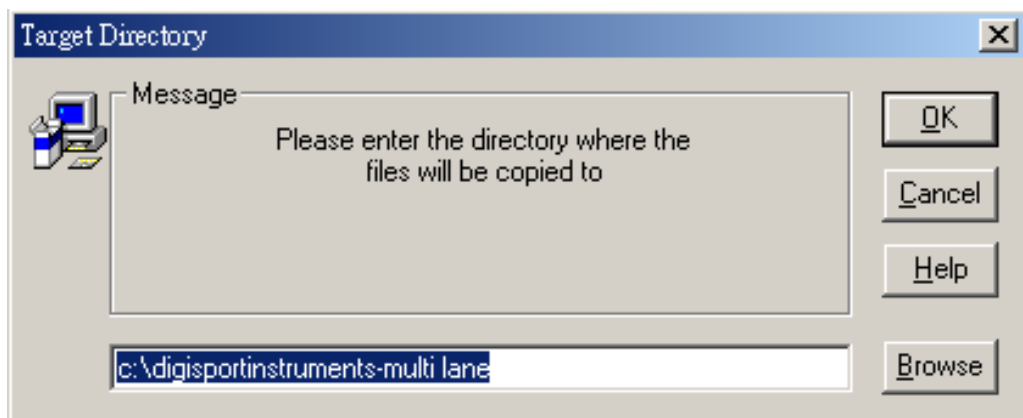 Target Directory
Message
Please enter the directory where the
files will be copied to
OK
Cancel
Help
c:\digisportinstruments-multi lane
Browse